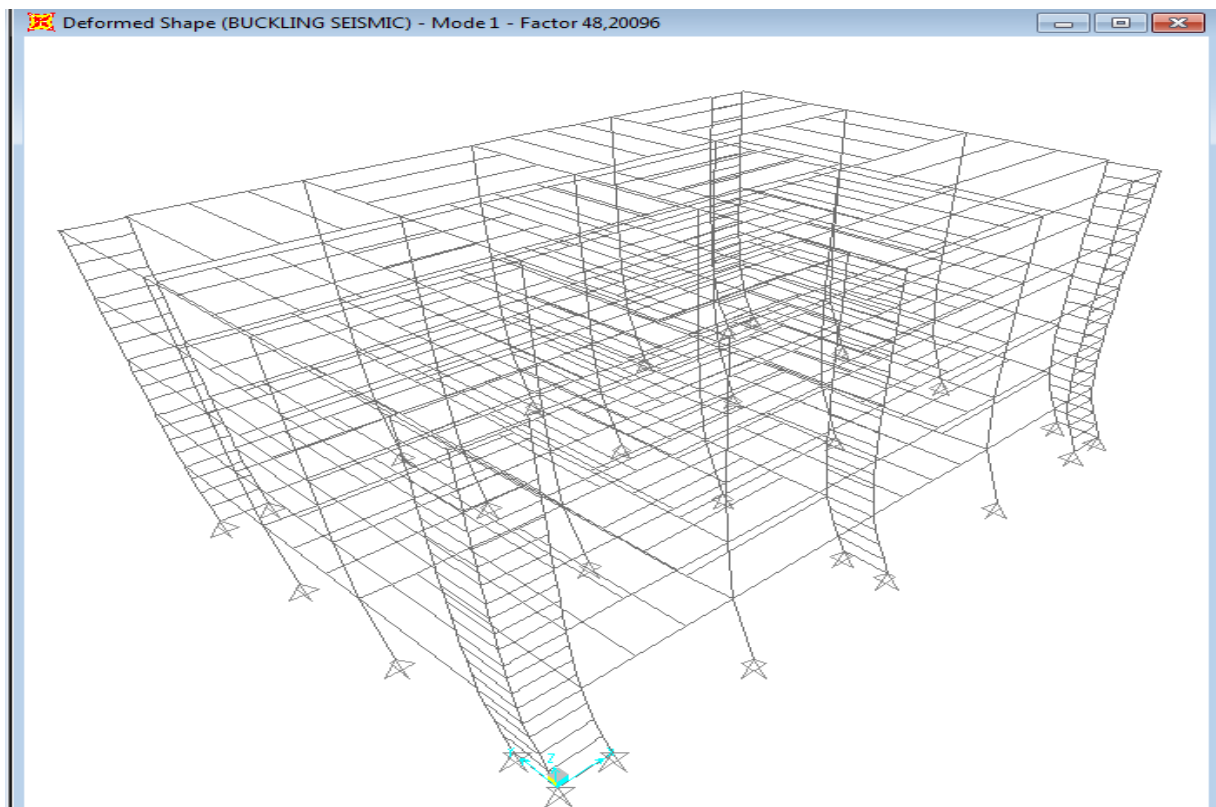 Deformed Shape (BUCKLING SEISMIC) - Mode 1 - Factor 48,20096
Z